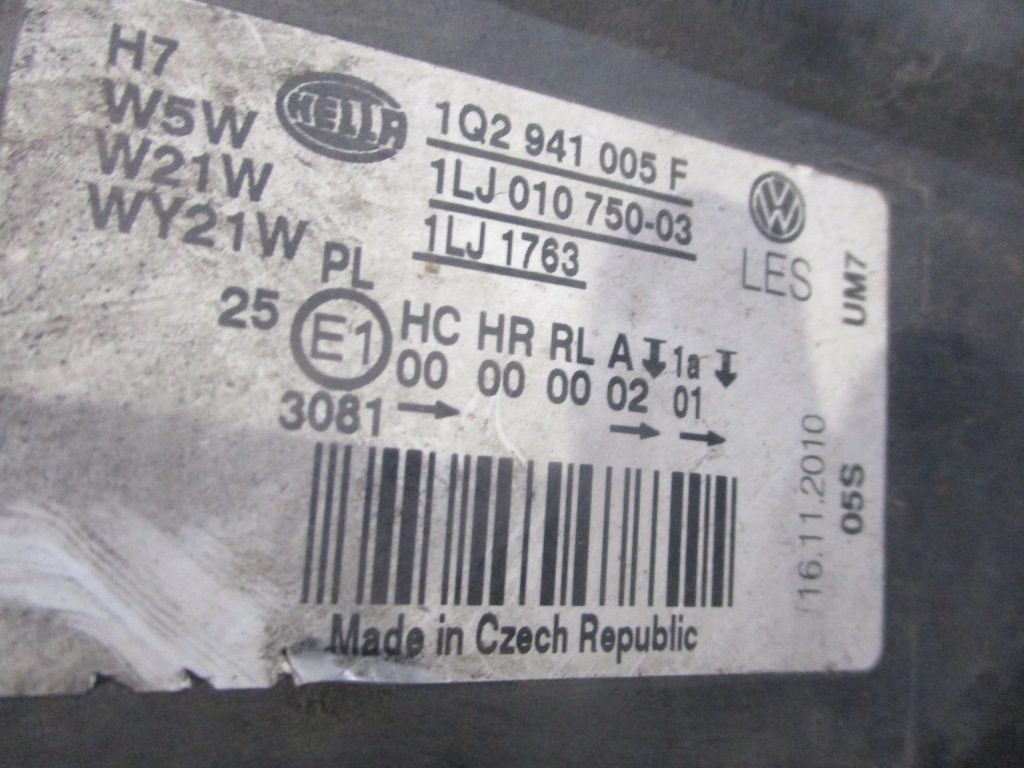 H7
W5W
W21W
WY21W
HELLA
1Q2 941 005 F
1LJ 010 750-03
1LJ 1763
VW
LES
UM7
PL
25 E1 HC HR RL A 1a
00 00 00 02 01
3081
16.11.2010
05S
Made in Czech Republic